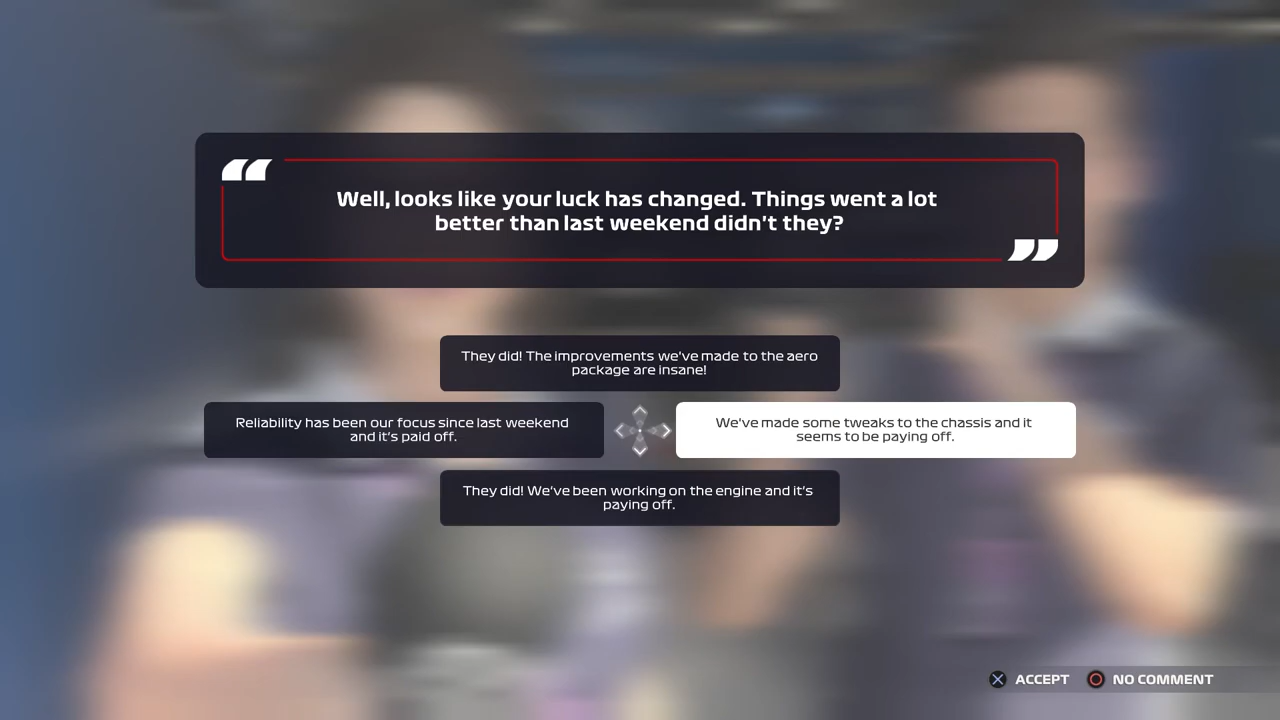 Well, looks like your luck has changed. Things went a lot
better than last weekend didn't they?
They did! The improvements we've made to the aero
package are insane!
Reliability has been our focus since last weekend
and it's paid off.
We've made some tweaks to the chassis and it
seems to be paying off.
They did! We've been working on the engine and it's
paying off.
ACCEPT
NO COMMENT